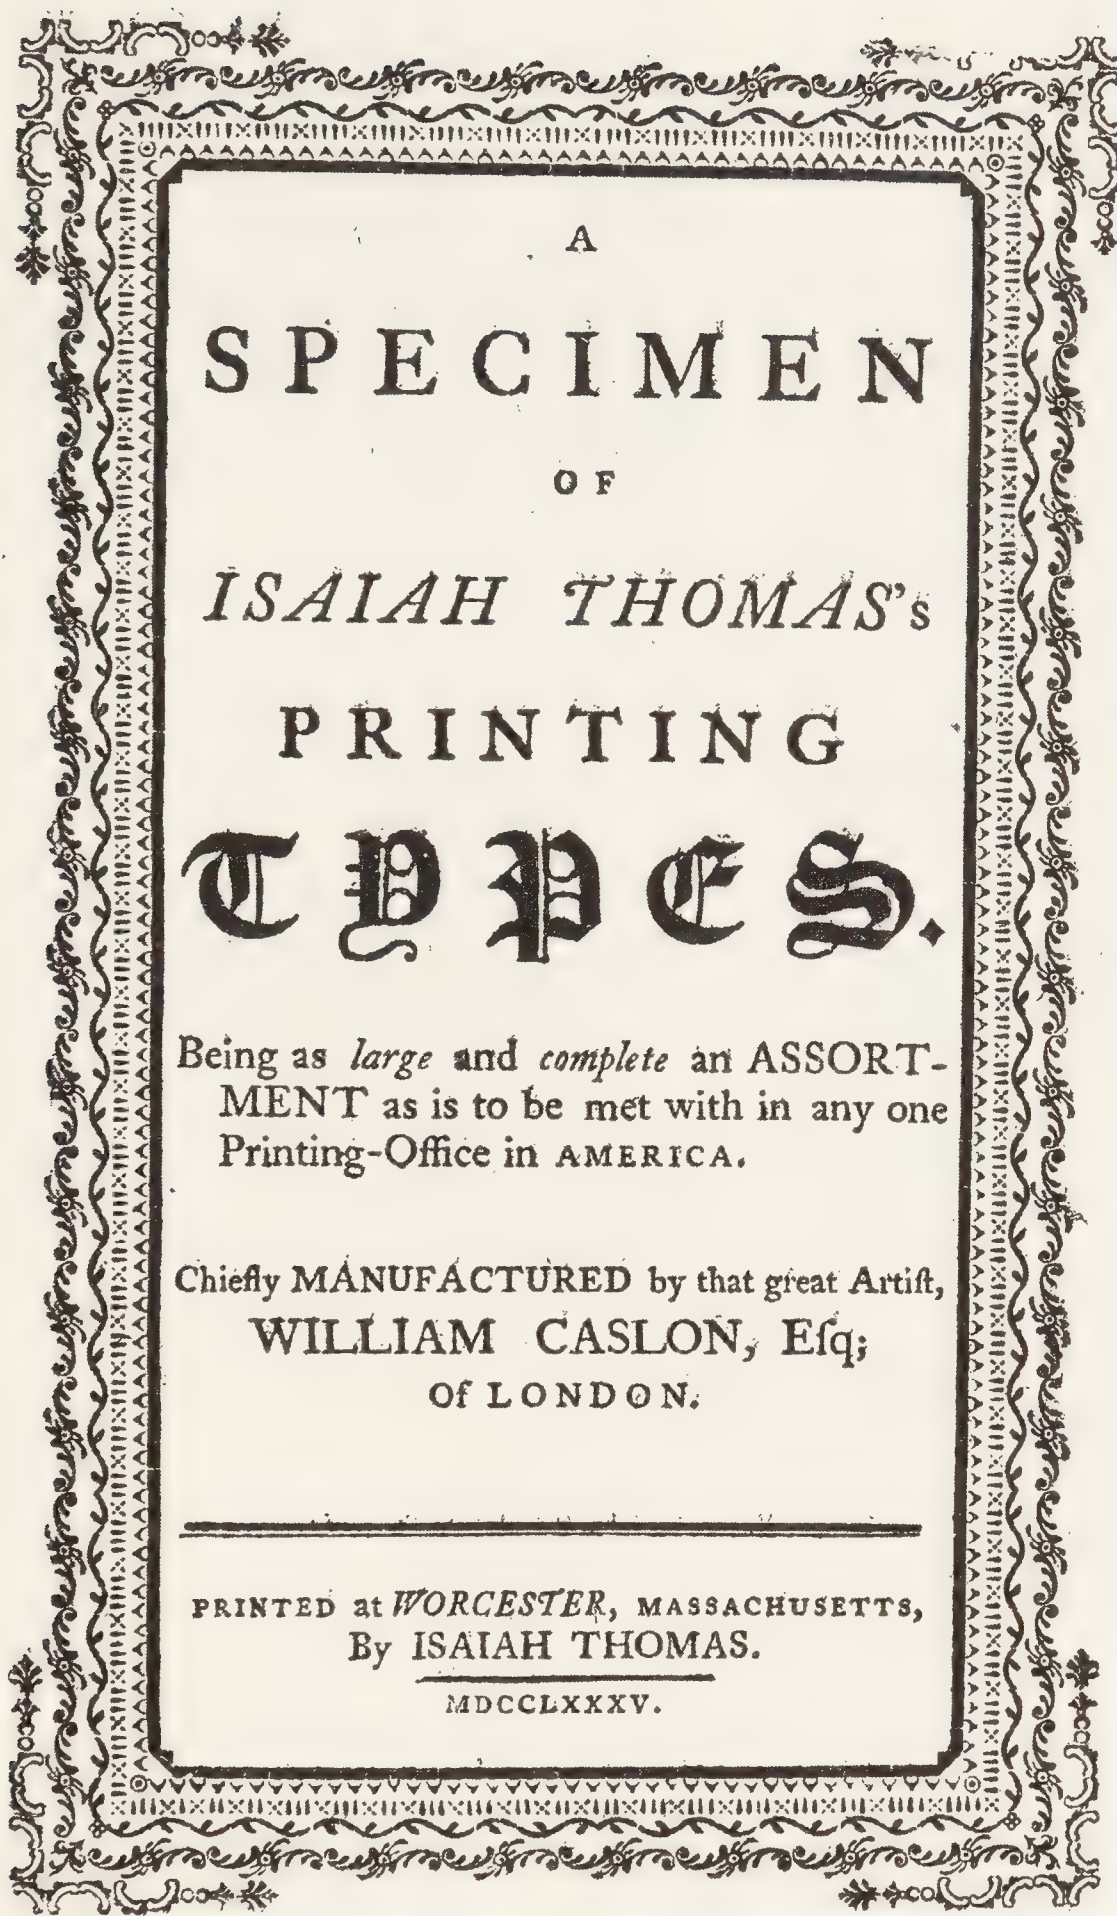 A
SPECIMEN
OF
ISAIAH THOMAS's
PRINTING
TYPES.
Being as large and complete an ASSORT-
MENT as is to be met with in any one
Printing-Office in AMERICA.
Chiefly MANUFACTURED by that great Artiſt,
WILLIAM CASLON, Eſq;
Of LONDON.
PRINTED at WORCESTER, MASSACHUSETTS,
By ISAIAH THOMAS.
MDCCLXXXV.